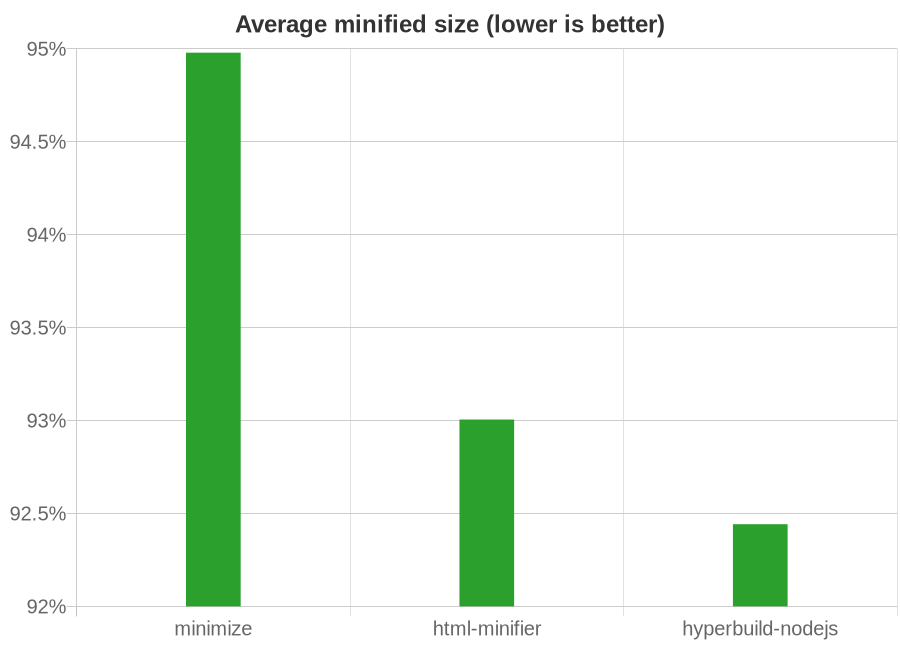 Average minified size (lower is better)
95%
94.5%
94%
93.5%
93%
92.5%
92%
minimize
html-minifier
hyperbuild-nodejs